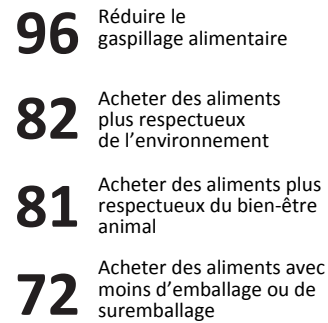 96 Réduire le
gaspillage alimentaire
82 Acheter des aliments
plus respectueux
de l’environnement
81 Acheter des aliments plus
respectueux du bien-être
animal
72 Acheter des aliments avec
moins d’emballage ou de
suremballage